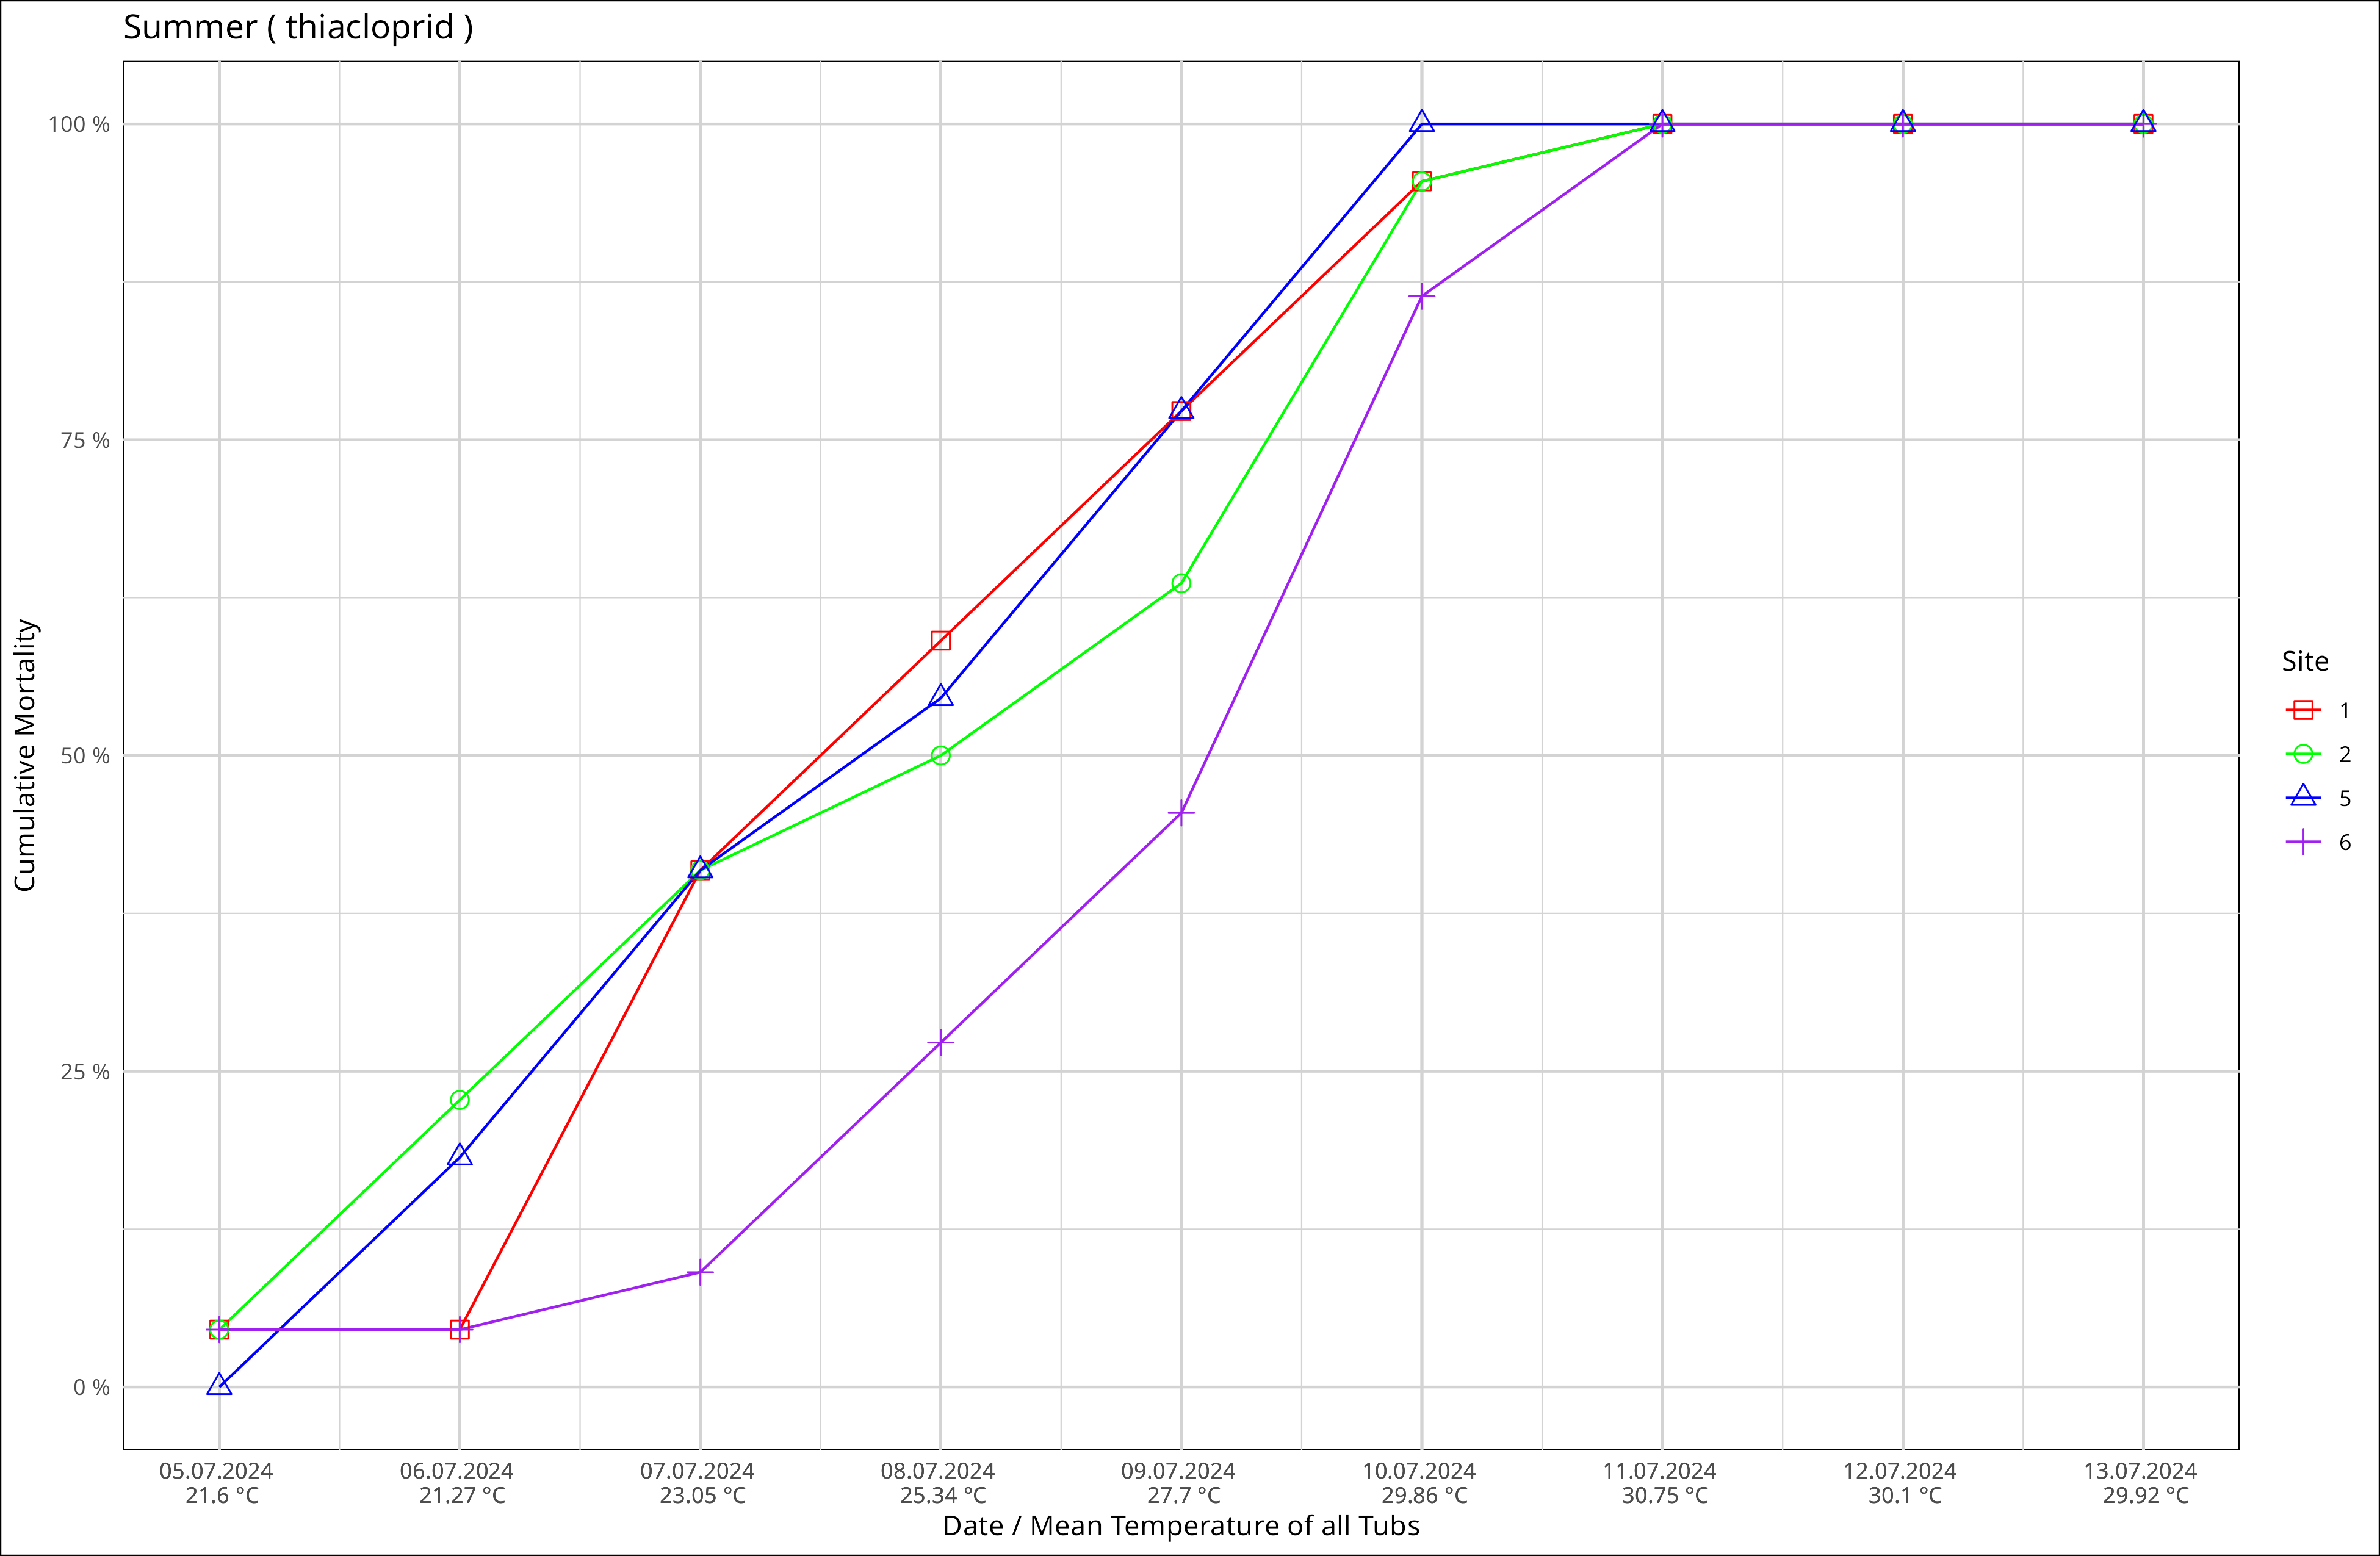 Summer ( thiacloprid )
Cumulative Mortality
100 %
75 %
50 %
25 %
0 %
05.07.2024 06.07.2024 07.07.2024 08.07.2024 09.07.2024 10.07.2024 11.07.2024 12.07.2024 13.07.2024
21.6 °C 21.27 °C 23.05 °C 25.34 °C 27.7 °C 29.86 °C 30.75 °C 30.1 °C 29.92 °C
Date / Mean Temperature of all Tubs
Site
1
2
5
6